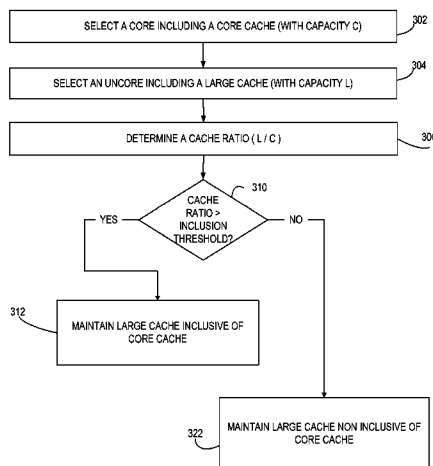 SELECT A CORE INCLUDING A CORE CACHE (WITH CAPACITY C)
302
SELECT AN UNCORE INCLUDING A LARGE CACHE (WITH CAPACITY L)
304
DETERMINE A CACHE RATIO ( L / C )
310
CACHE
RATIO >
INCLUSION
THRESHOLD?
YES
NO
312
MAINTAIN LARGE CACHE INCLUSIVE OF
CORE CACHE
MAINTAIN LARGE CACHE NON INCLUSIVE OF
CORE CACHE
322